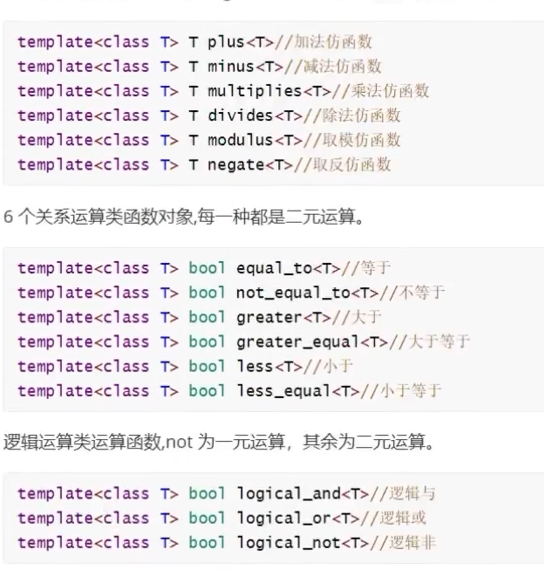 template<class T> T plus<T>//加法仿函数
template<class T> T minus<T>//减法仿函数
template<class T> T multiplies<T>//乘法仿函数
template<class T> T divides<T>//除法仿函数
template<class T> T modulus<T>//取模仿函数
template<class T> T negate<T>//取反仿函数
6 个关系运算类函数对象,每一种都是二元运算。
template<class T> bool equal_to<T>//等于
template<class T> bool not_equal_to<T>//不等于
template<class T> bool greater<T>//大于
template<class T> bool greater_equal<T>//大于等于
template<class T> bool less<T>//小于
template<class T> bool less_equal<T>//小于等于
逻辑运算类运算函数,not 为一元运算，其余为二元运算。
template<class T> bool logical_and<T>//逻辑与
template<class T> bool logical_or<T>//逻辑或
template<class T> bool logical_not<T>//逻辑非